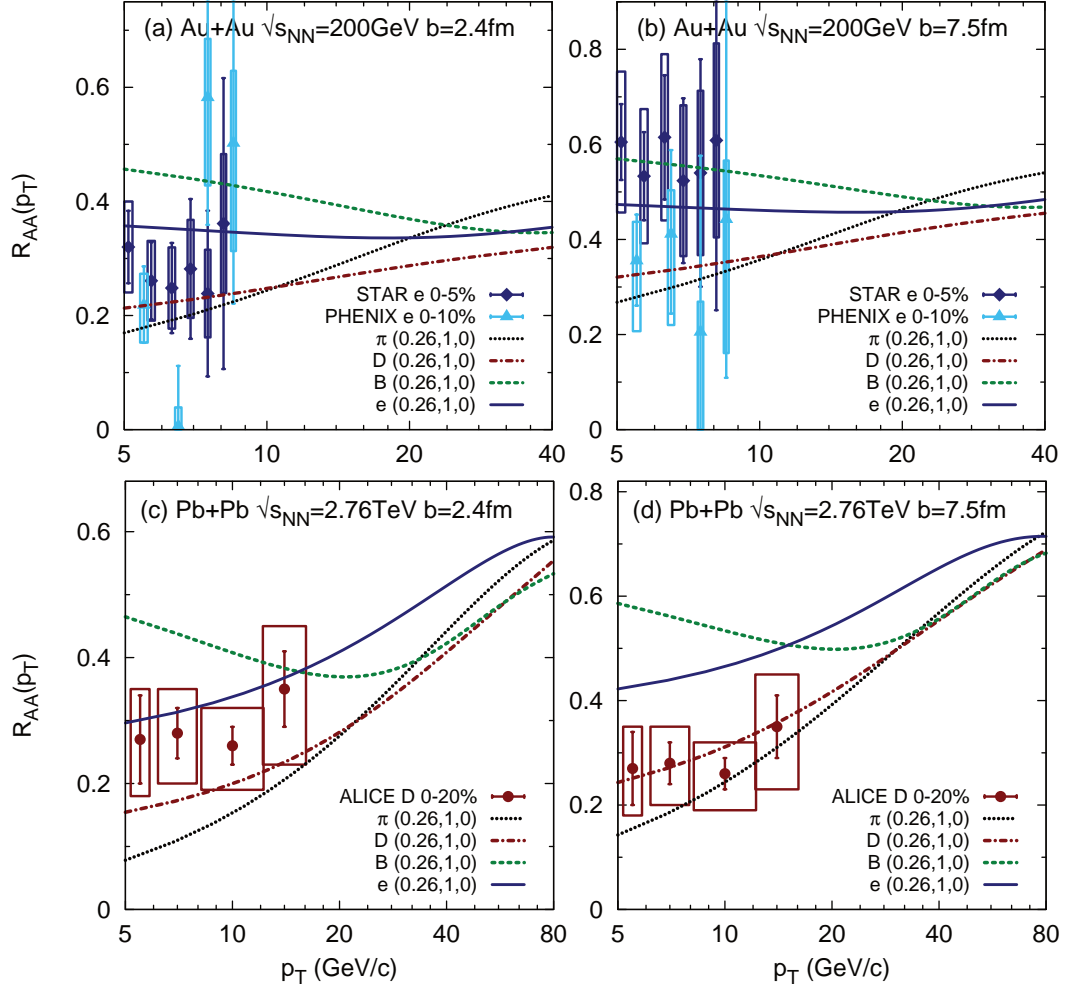 (a) Au+Au √sNN=200GeV b=2.4fm
RAA(pT)
0.6
0.4
0.2
0
STAR e 0-5%
PHENIX e 0-10%
π (0.26,1,0)
D (0.26,1,0)
B (0.26,1,0)
e (0.26,1,0)
5 10 20 40
(b) Au+Au √sNN=200GeV b=7.5fm
0.8
0.6
0.4
0.2
0
STAR e 0-5%
PHENIX e 0-10%
π (0.26,1,0)
D (0.26,1,0)
B (0.26,1,0)
e (0.26,1,0)
5 10 20 40
(c) Pb+Pb √sNN=2.76TeV b=2.4fm
RAA(pT)
0.6
0.4
0.2
0
ALICE D 0-20%
π (0.26,1,0)
D (0.26,1,0)
B (0.26,1,0)
e (0.26,1,0)
5 10 20 40 80
pT (GeV/c)
(d) Pb+Pb √sNN=2.76TeV b=7.5fm
0.8
0.6
0.4
0.2
0
ALICE D 0-20%
π (0.26,1,0)
D (0.26,1,0)
B (0.26,1,0)
e (0.26,1,0)
5 10 20 40 80
pT (GeV/c)